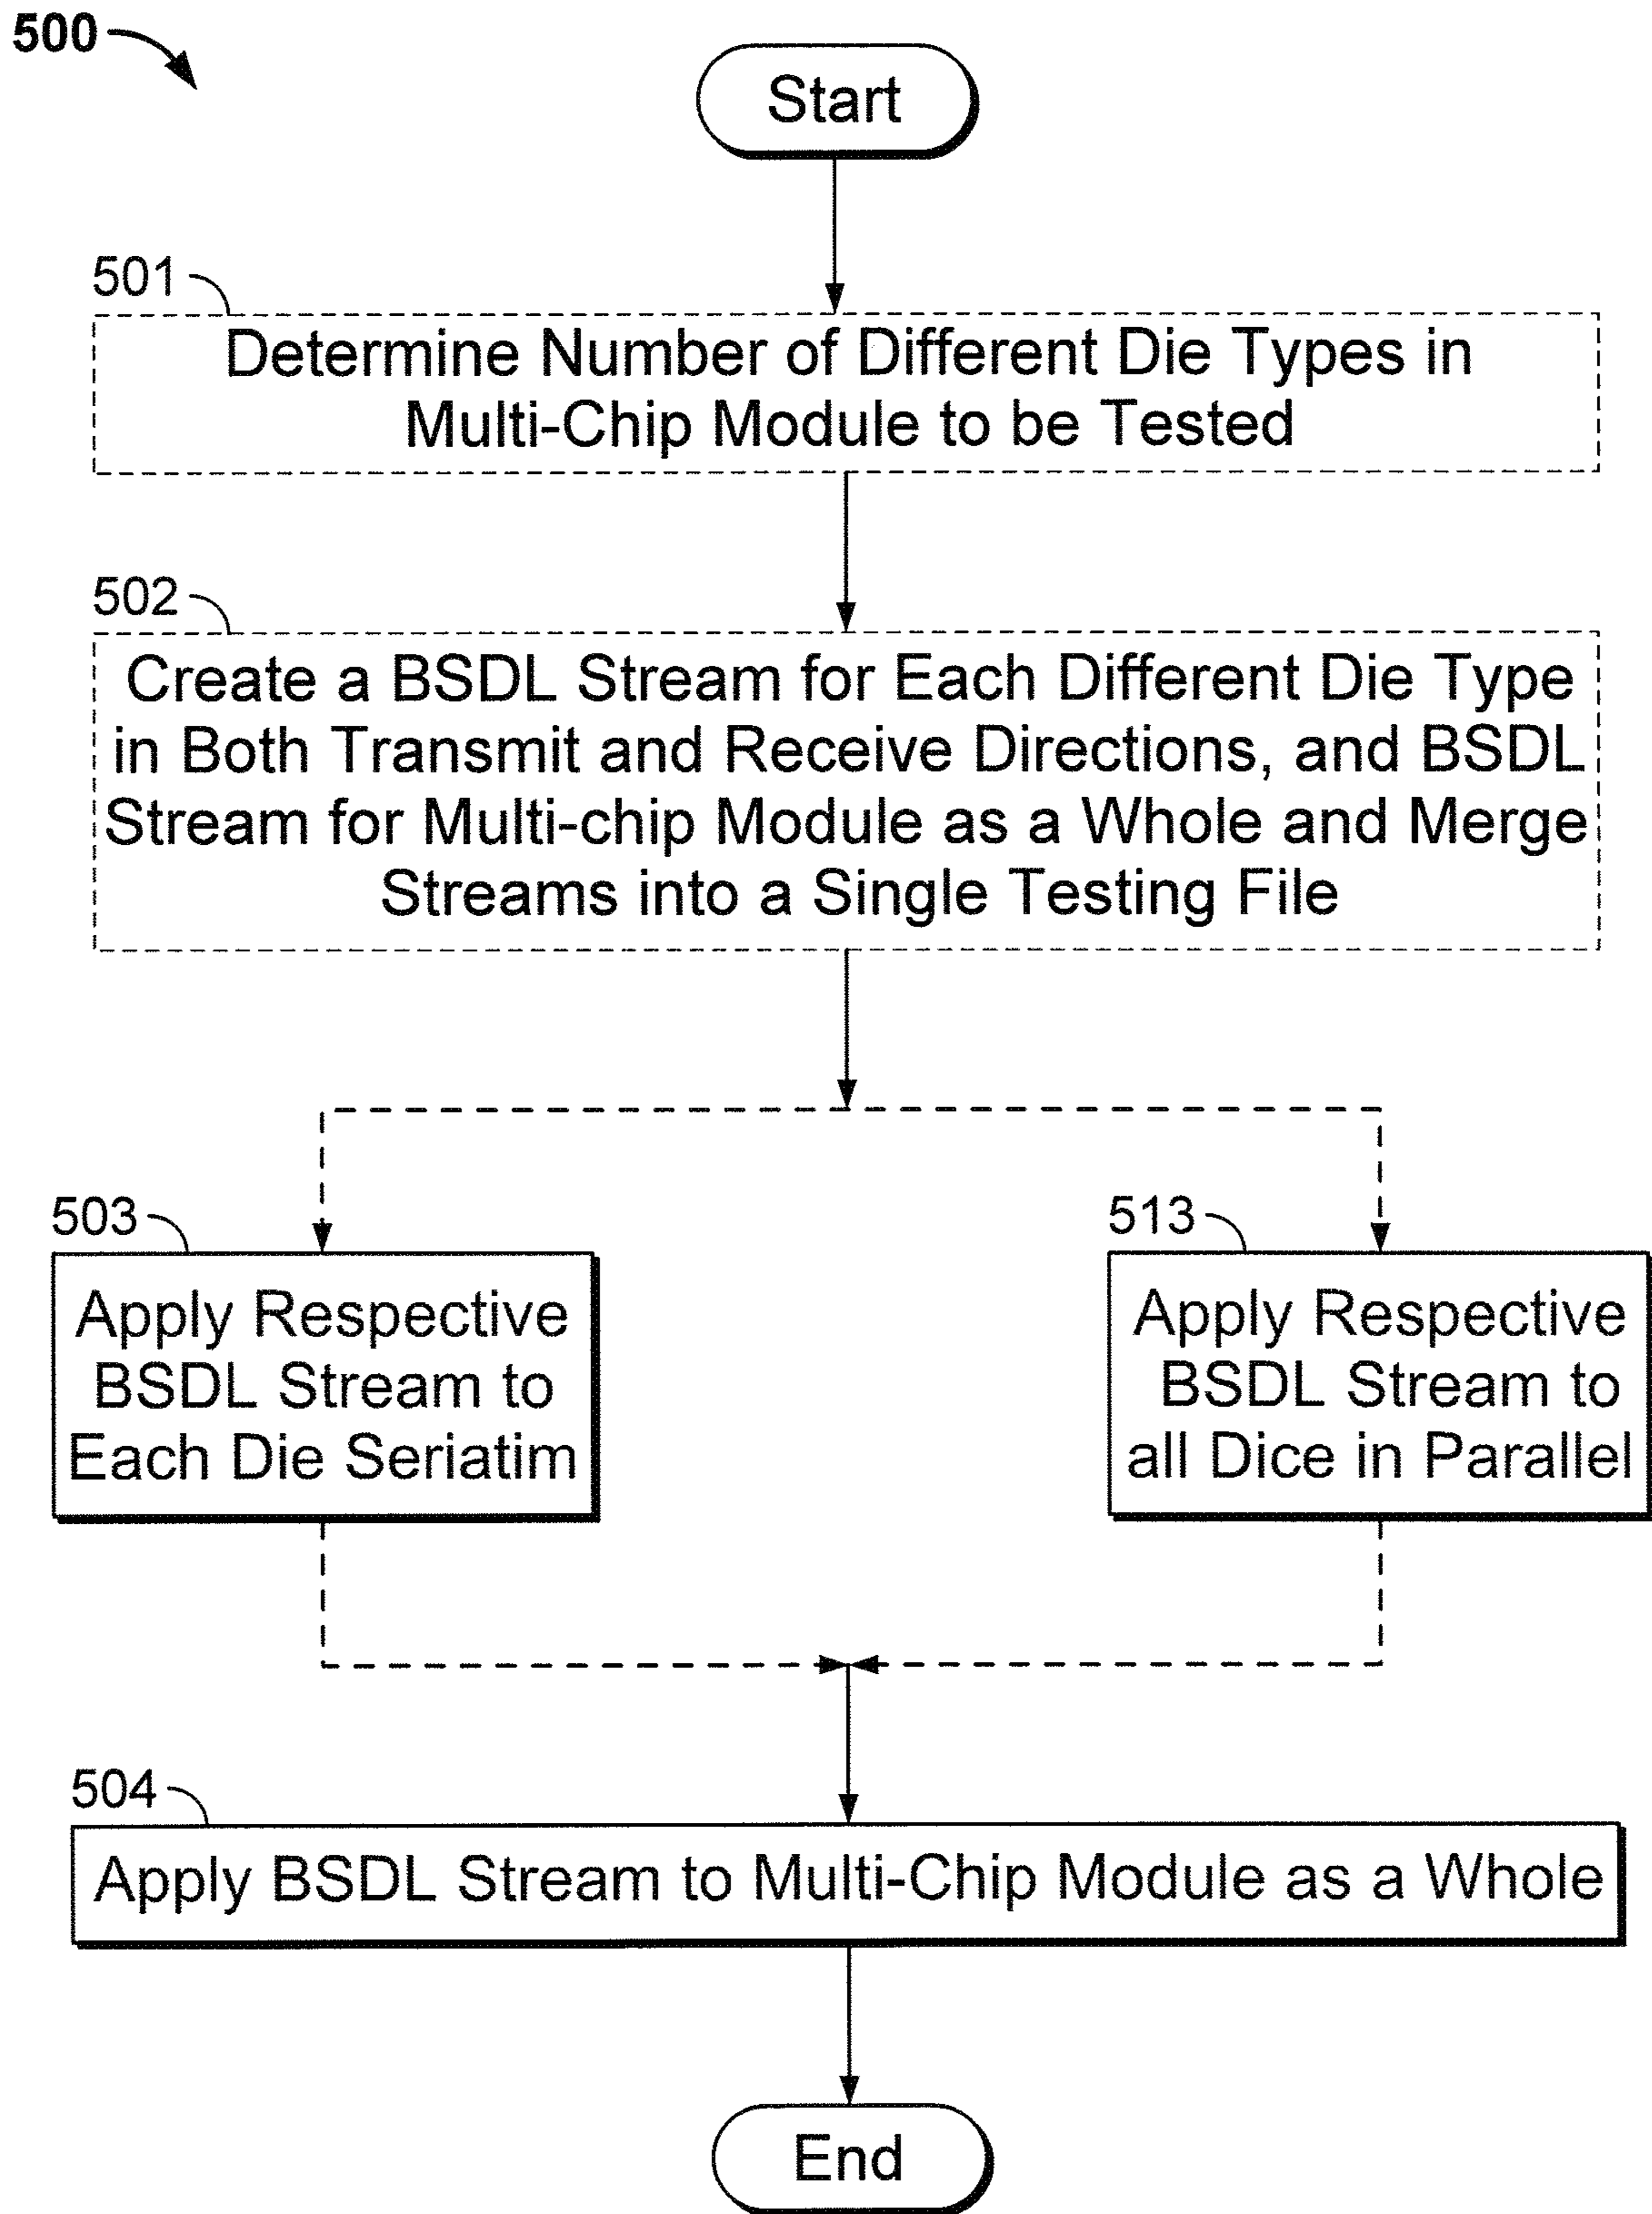 500
Start
501
Determine Number of Different Die Types in
Multi-Chip Module to be Tested
502
Create a BSDL Stream for Each Different Die Type
in Both Transmit and Receive Directions, and BSDL
Stream for Multi-chip Module as a Whole and Merge
Streams into a Single Testing File
503
Apply Respective
BSDL Stream to
Each Die Seriatim
513
Apply Respective
BSDL Stream to
all Dice in Parallel
504
Apply BSDL Stream to Multi-Chip Module as a Whole
End